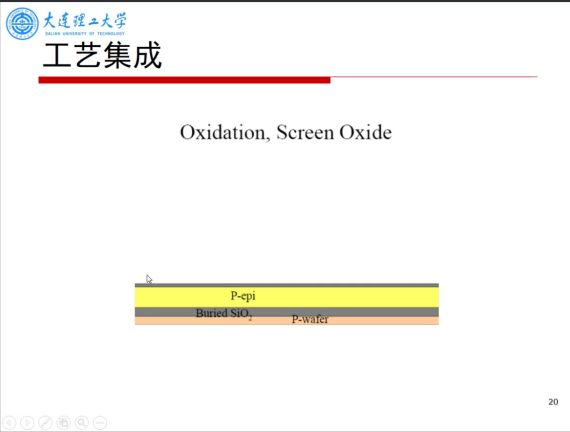 大连理工大学
DALIAN UNIVERSITY OF TECHNOLOGY
工艺集成
Oxidation, Screen Oxide
P-epi
Buried SiO₂
P-wafer
20